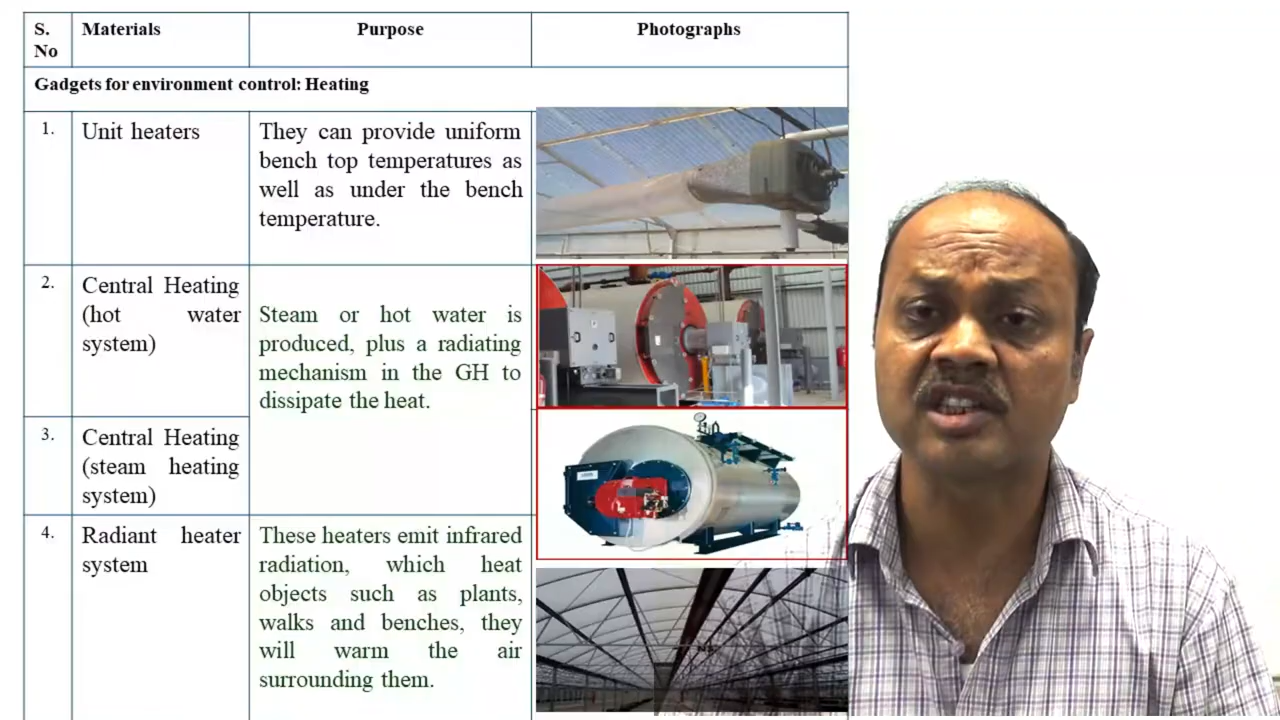 S. No Materials Purpose Photographs
Gadgets for environment control: Heating
1. Unit heaters
They can provide uniform
bench top temperatures as
well as under the bench
temperature.
2. Central Heating
(hot water
system)
Steam or hot water is
produced, plus a radiating
mechanism in the GH to
dissipate the heat.
3. Central Heating
(steam heating
system)
4. Radiant heater
system
These heaters emit infrared
radiation, which heat
objects such as plants,
walks and benches, they
will warm the air
surrounding them.